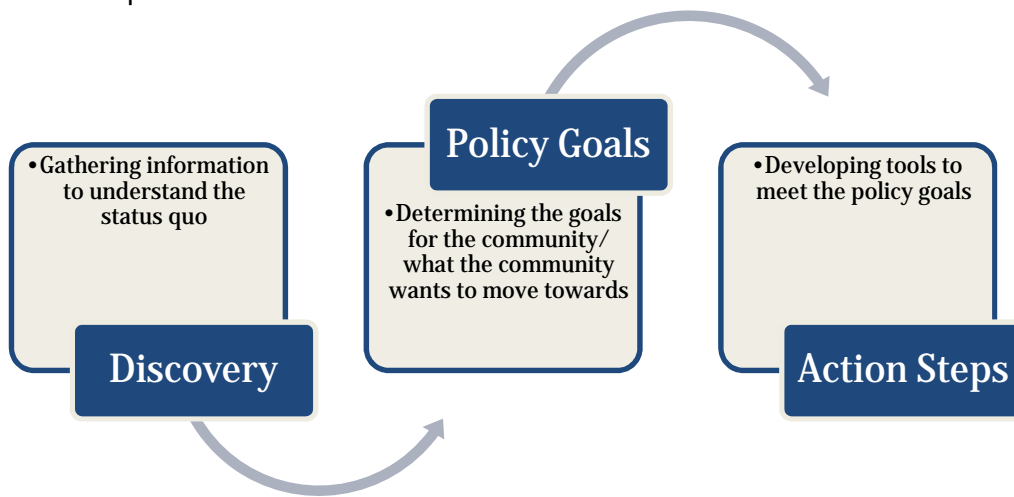 •Gathering information
to understand the
status quo
Discovery
Policy Goals
•Determining the goals
for the community/
what the community
wants to move towards
•Developing tools to
meet the policy goals
Action Steps